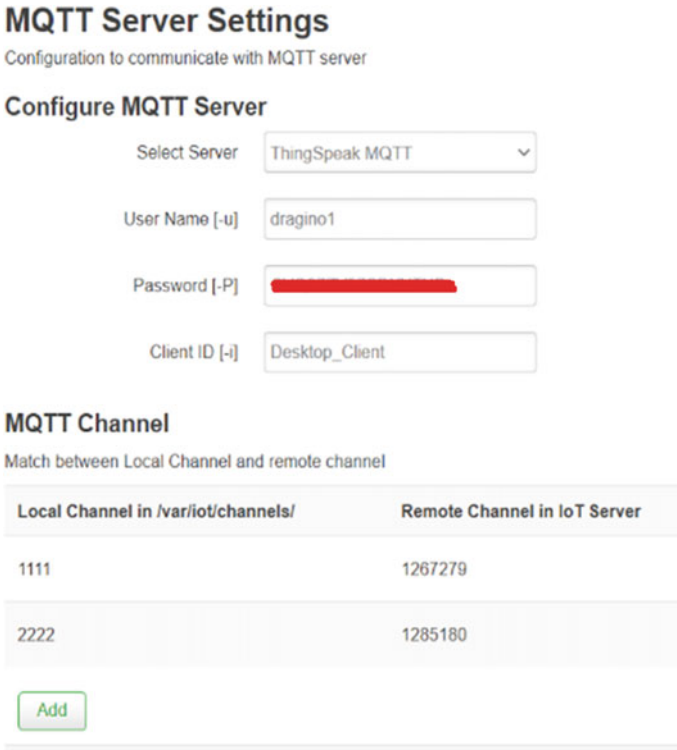 MQTT Server Settings
Configuration to communicate with MQTT server
Configure MQTT Server
Select Server ThingSpeak MQTT
User Name [-u] dragino1
Password [-P]
Client ID [-i] Desktop_Client
MQTT Channel
Match between Local Channel and remote channel
Local Channel in /var/iot/channels/ Remote Channel in IoT Server
1111 1267279
2222 1285180
Add